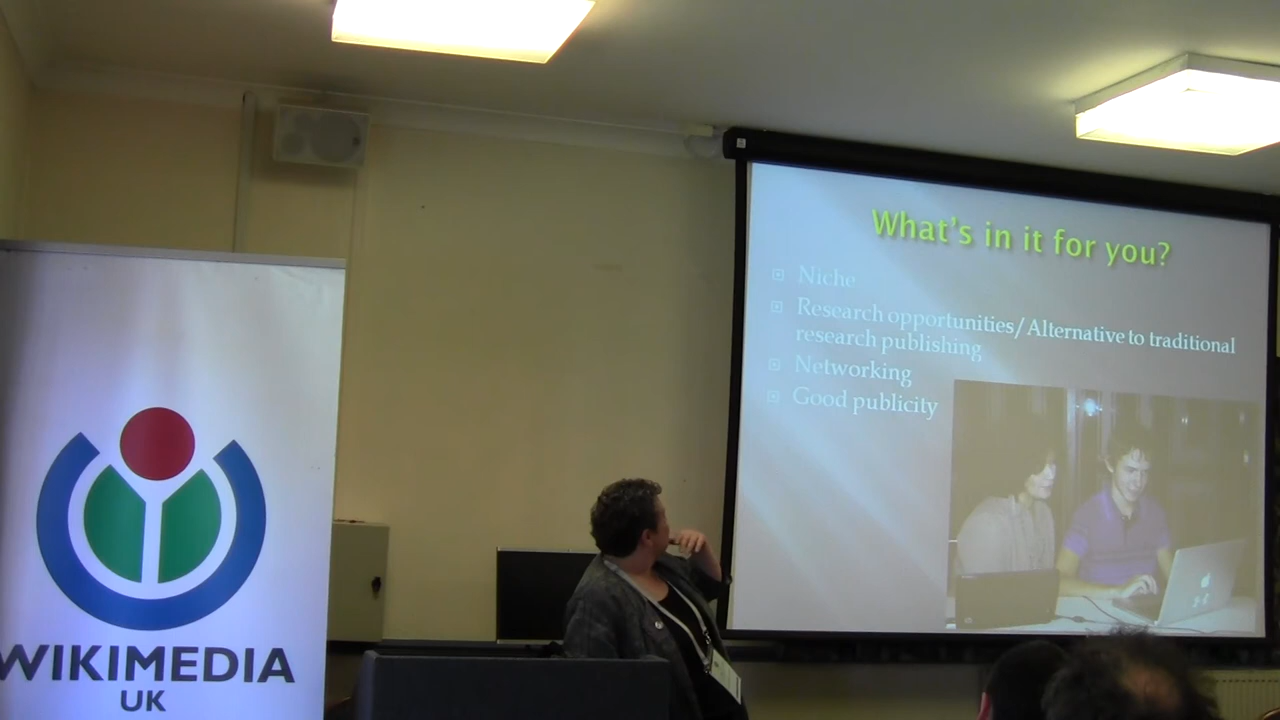 What's in it for you?
Niche
Research opportunities/Alternative to traditional
research publishing
Networking
Good publicity
WIKIMEDIA
UK